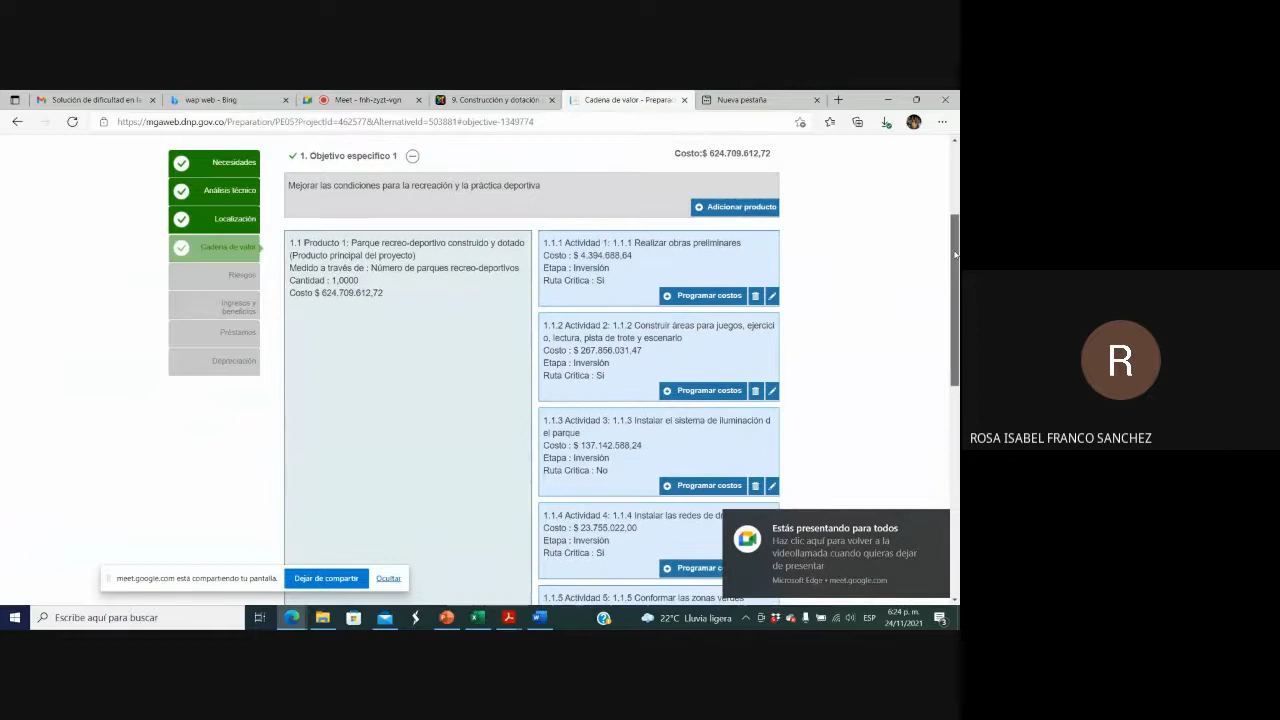 Solución de dificultad en la
wap web - Bing
Meet - fnh-zyzt-vgn
9. Construcción y dotación
Cadena de valor - Preparac
Nueva pestaña
https://mgaweb.dnp.gov.co/Preparation/PE05?ProjectId=462577&AlternativeId=503881#objective-1349774
Necesidades
Análisis técnico
Localización
Cadena de valor
Riesgos
Ingresos y
beneficios
Préstamos
Depreciación
1. Objetivo especifico 1
Costo:$ 624.709.612,72
Mejorar las condiciones para la recreación y la práctica deportiva
Adicionar producto
1.1 Producto 1: Parque recreo-deportivo construido y dotado
(Producto principal del proyecto)
Medido a través de : Número de parques recreo-deportivos
Cantidad : 1,0000
Costo $ 624.709.612,72
1.1.1 Actividad 1: 1.1.1 Realizar obras preliminares
Costo : $ 4.394.688,64
Etapa : Inversión
Ruta Critica : Si
Programar costos
1.1.2 Actividad 2: 1.1.2 Construir áreas para juegos, ejercici
o, lectura, pista de trote y escenario
Costo : $ 267.856.031,47
Etapa : Inversión
Ruta Critica : Si
Programar costos
1.1.3 Actividad 3: 1.1.3 Instalar el sistema de iluminación d
el parque
Costo : $ 137.142.588,24
Etapa : Inversión
Ruta Critica : No
Programar costos
1.1.4 Actividad 4: 1.1.4 Instalar las redes de dr
Costo : $ 23.755.022,00
Etapa : Inversión
Ruta Critica : Si
Programar c
1.1.5 Actividad 5: 1.1.5 Conformar las zonas verdes
Estás presentando para todos
Haz clic aquí para volver a la
videollamada cuando quieras dejar
de presentar
Microsoft Edge • meet.google.com
meet.google.com está compartiendo tu pantalla.
Dejar de compartir
Ocultar
Escribe aquí para buscar
22°C Lluvia ligera
ESP
6:24 p. m.
24/11/2021
3
R
ROSA ISABEL FRANCO SANCHEZ